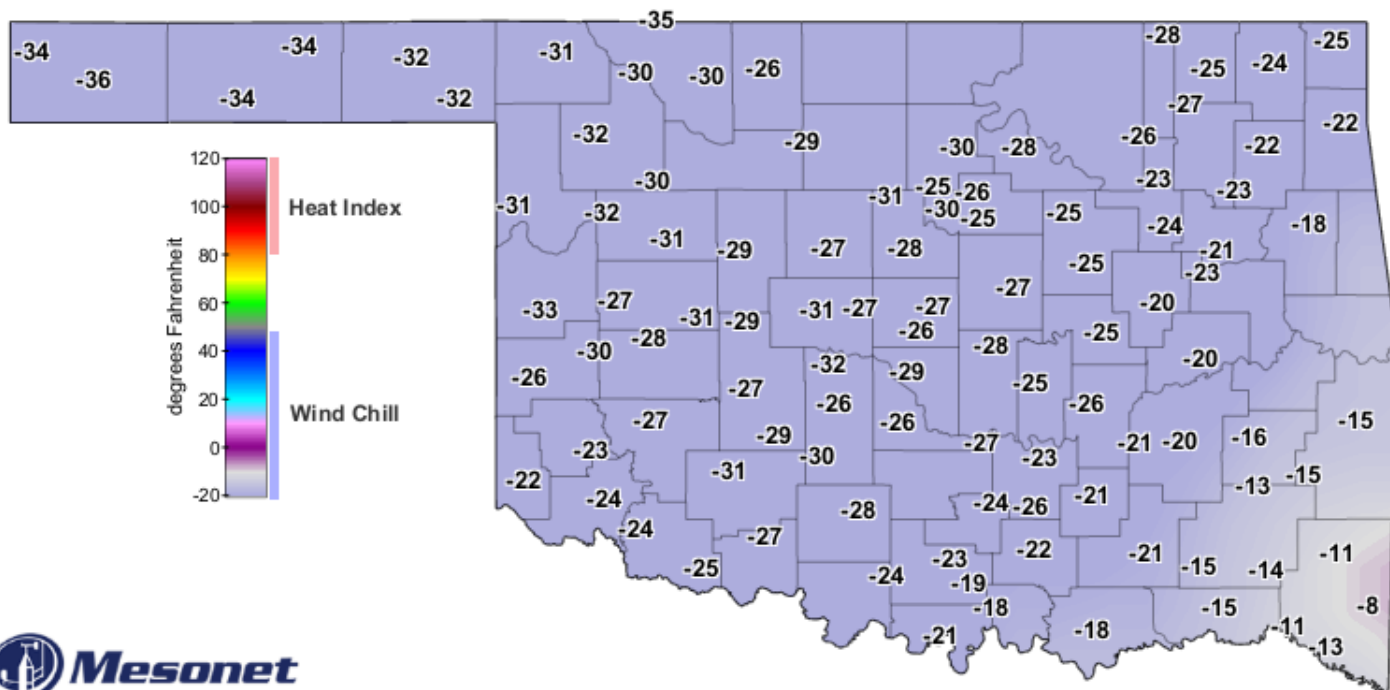 -35
-34 -34 -32 -31 -28 -25
-36 -34 -32 -30 -30 -26 -25 -24
-27
-32 -29 -30 -28 -26 -22 -22
-30 -31 -25 -26 -23 -23
-31 -32 -30 -25 -25 -24 -18
-31 -29 -27 -28 -25 -21 -23
-33 -27 -31 -29 -31 -27 -27 -27 -20
-30 -28 -26 -28 -25 -20
-26 -27 -32 -29 -25
-27 -26 -26 -26 -15
-23 -29 -30 -27 -23 -21 -20 -16
-22 -31 -13 -15
-24 -28 -24 -26 -21
-24 -27 -23 -22 -21 -11
-25 -24 -19 -15 -14
-18 -15 -8
-21 -18 -11 -13
120
100
80
60
40
20
0
-20
degrees Fahrenheit
Heat Index
Wind Chill
Mesonet